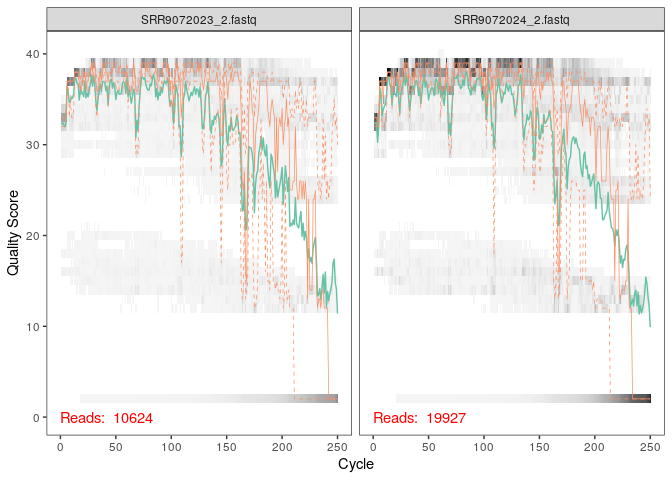 SRR9072023_2.fastq
SRR9072024_2.fastq
Quality Score
40
30
20
10
0
Reads: 10624
Reads: 19927
0 50 100 150 200 250
0 50 100 150 200 250
Cycle